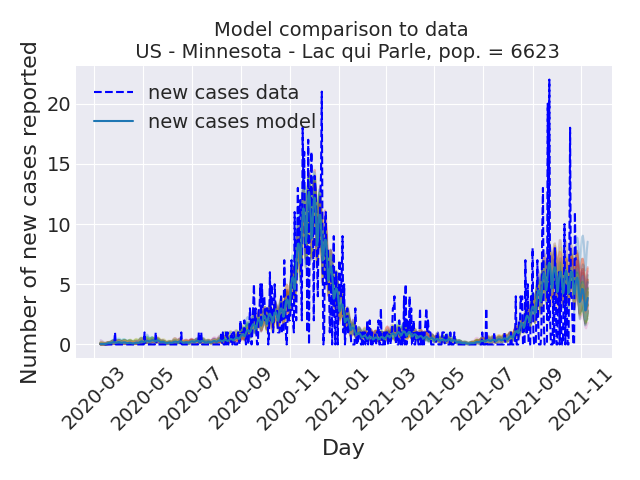 Model comparison to data
US - Minnesota - Lac qui Parle, pop. = 6623
Number of new cases reported
new cases data
new cases model
20
15
10
5
0
2020-03
2020-05
2020-07
2020-09
2020-11
2021-01
2021-03
2021-05
2021-07
2021-09
2021-11
Day